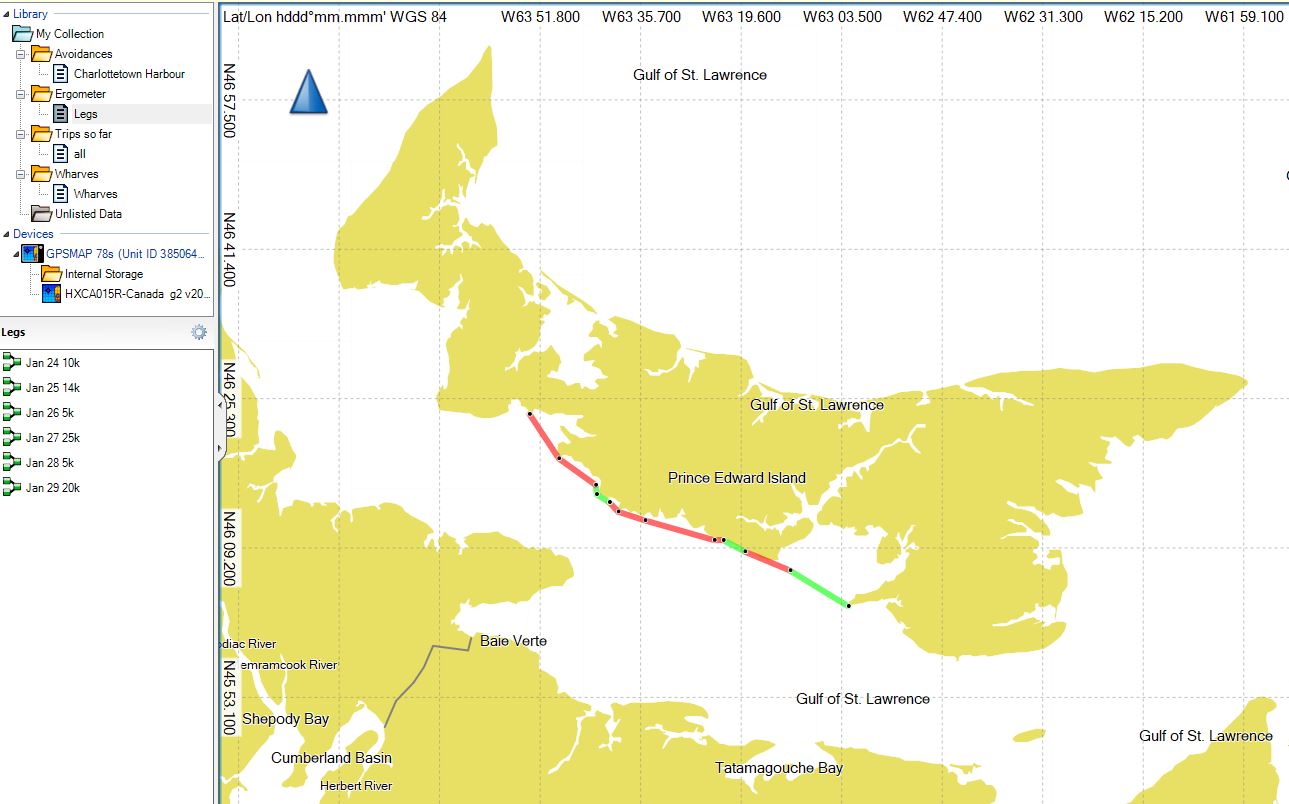 Library
My Collection
Avoidances
Charlottetown Harbour
Ergometer
Legs
Trips so far
all
Wharves
Wharves
Unlisted Data
Devices
GPSMAP 78s (Unit ID 385064...
Internal Storage
HXCA015R-Canada g2 v20...
Legs
Jan 24 10k
Jan 25 14k
Jan 26 5k
Jan 27 25k
Jan 28 5k
Jan 29 20k
Lat/Lon hddd°mm.mmm' WGS 84
W63 51.800
W63 35.700
W63 19.600
W63 03.500
W62 47.400
W62 31.300
W62 15.200
W61 59.100
N46 57.500
N46 41.400
N46 25.300
N46 09.200
N45 53.100
Gulf of St. Lawrence
Gulf of St. Lawrence
Prince Edward Island
Baie Verte
odiac River
emramcook River
Gulf of St. Lawrence
Shepody Bay
Gulf of St. Lawrence
Cumberland Basin
Tatamagouche Bay
Herbert River